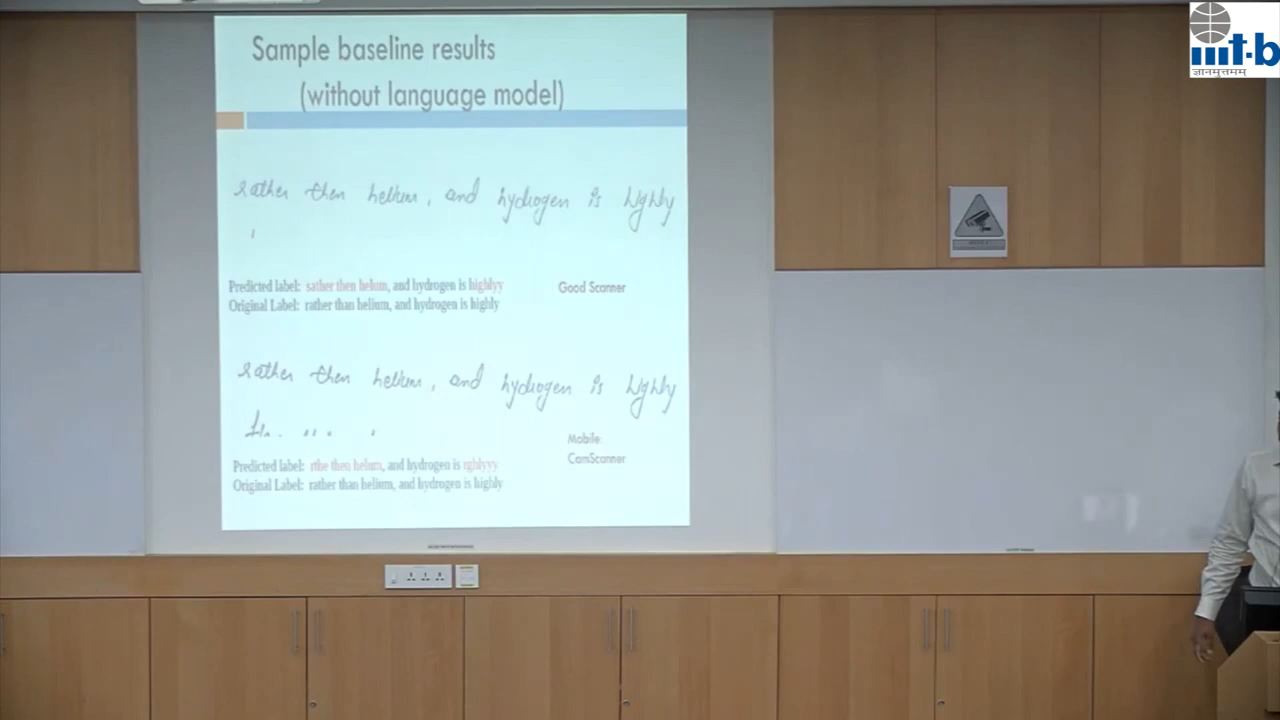 iiit-b
ज्ञानमुत्तमम्
Sample baseline results
(without language model)
rather then helium, and hydrogen is highly
Predicted label: sather then helum, and hydrogen is highlyy
Good Scanner
Original Label: rather than helium, and hydrogen is highly
rather then helium, and hydrogen is highly
Mobile:
CamScanner
Predicted label: rthe then helum, and hydrogen is rghlyyy
Original Label: rather than helium, and hydrogen is highly